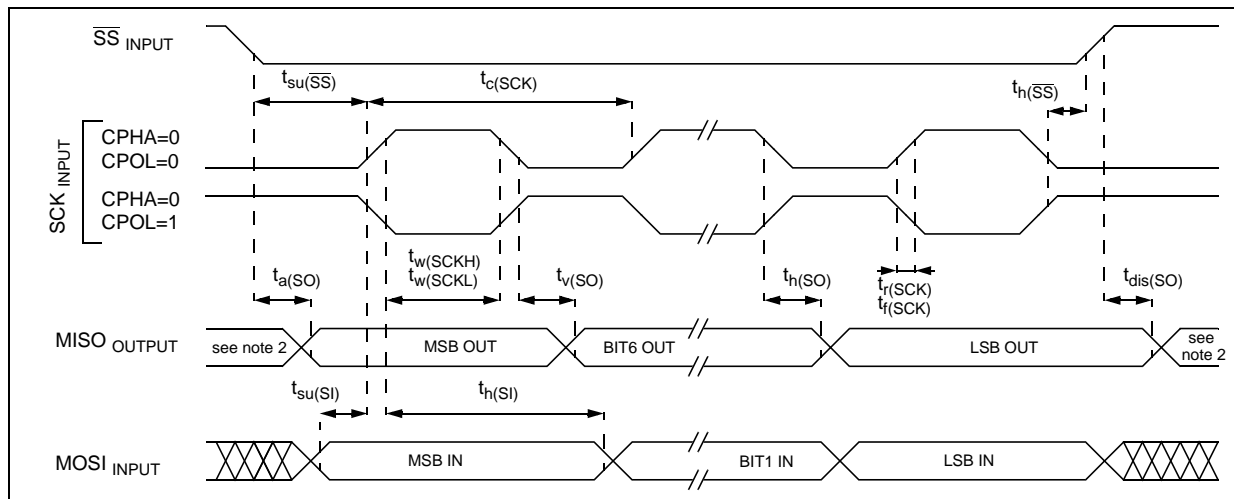 SS INPUT
tsu(SS)
tc(SCK)
th(SS)
SCK INPUT
CPHA=0
CPOL=0
CPHA=0
CPOL=1
ta(SO)
tw(SCKH)
tw(SCKL)
tv(SO)
th(SO)
tr(SCK)
tf(SCK)
tdis(SO)
MISO OUTPUT
see note 2
MSB OUT
BIT6 OUT
LSB OUT
see
note 2
tsu(SI)
th(SI)
MOSI INPUT
MSB IN
BIT1 IN
LSB IN